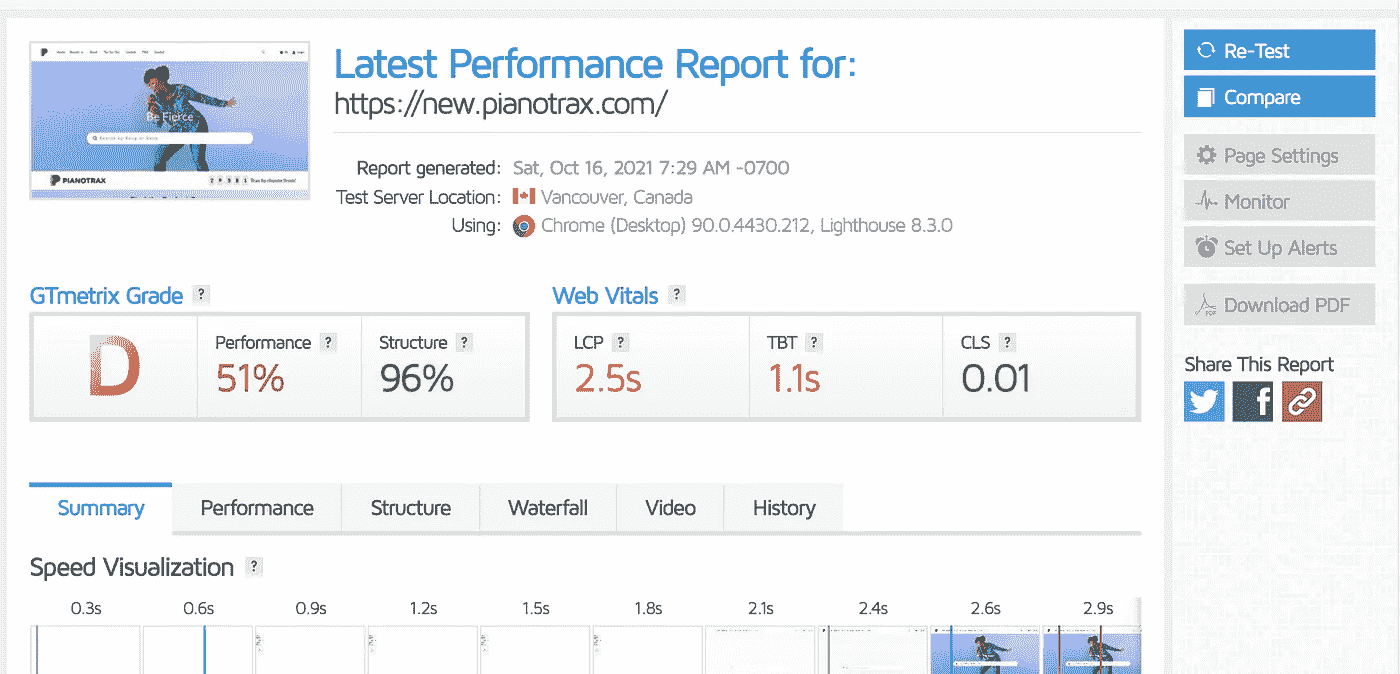 Latest Performance Report for:
https://new.pianotrax.com/
Be Fierce
PIANOTRAX
Report generated: Sat, Oct 16, 2021 7:29 AM -0700
Test Server Location: Vancouver, Canada
Using: Chrome (Desktop) 90.0.4430.212, Lighthouse 8.3.0
Re-Test
Compare
Page Settings
Monitor
Set Up Alerts
Download PDF
Share This Report
GTmetrix Grade ?
Web Vitals ?
D
Performance ?
51%
Structure ?
96%
LCP ?
2.5s
TBT ?
1.1s
CLS ?
0.01
Summary Performance Structure Waterfall Video History
Speed Visualization ?
0.3s 0.6s 0.9s 1.2s 1.5s 1.8s 2.1s 2.4s 2.6s 2.9s